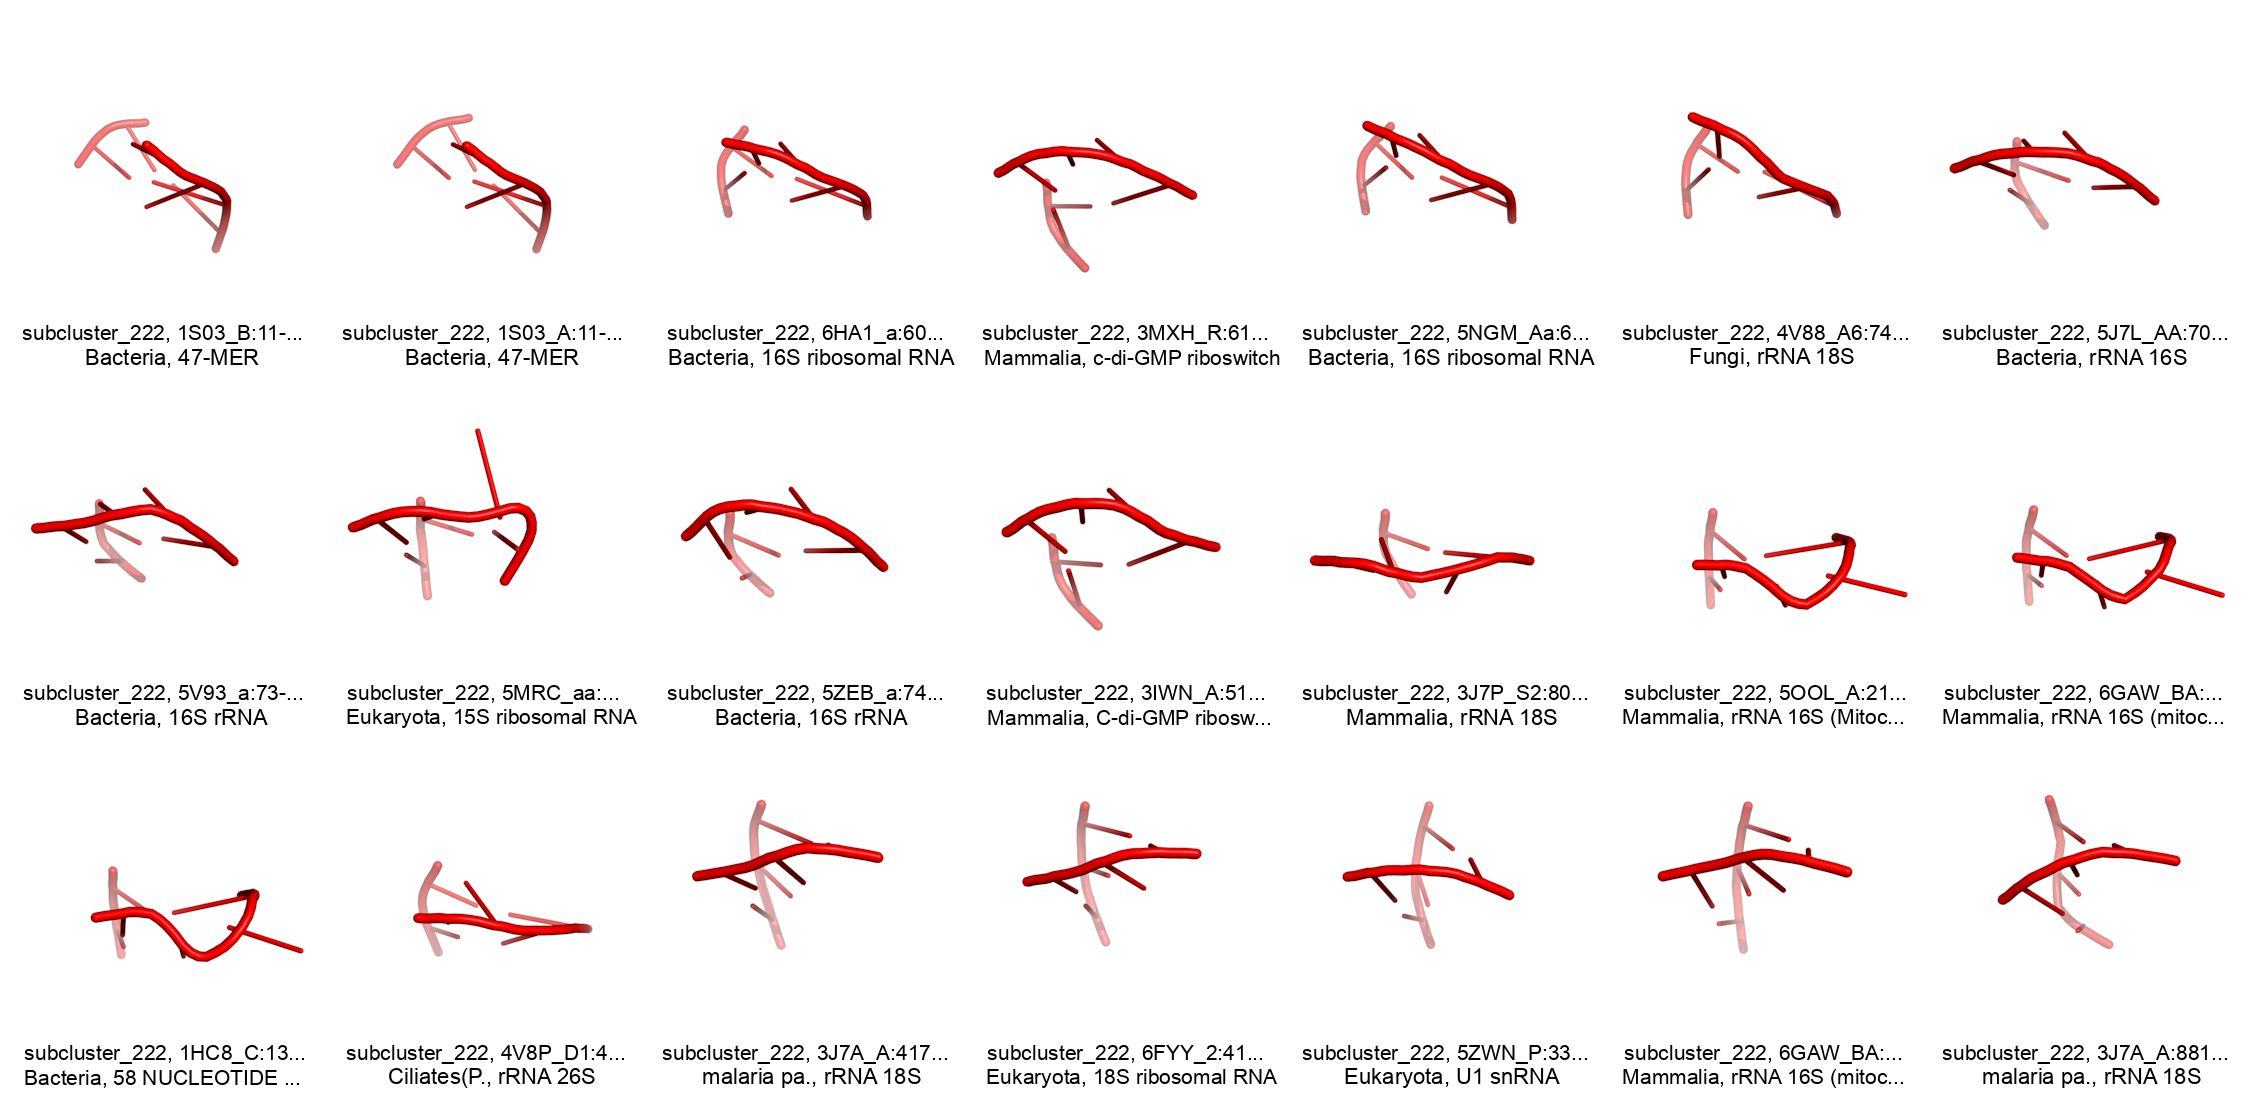 subcluster_222, 1S03_B:11-...
Bacteria, 47-MER
subcluster_222, 1S03_A:11-...
Bacteria, 47-MER
subcluster_222, 6HA1_a:60...
Bacteria, 16S ribosomal RNA
subcluster_222, 3MXH_R:61...
Mammalia, c-di-GMP riboswitch
subcluster_222, 5NGM_Aa:6...
Bacteria, 16S ribosomal RNA
subcluster_222, 4V88_A6:74...
Fungi, rRNA 18S
subcluster_222, 5J7L_AA:70...
Bacteria, rRNA 16S
subcluster_222, 5V93_a:73-...
Bacteria, 16S rRNA
subcluster_222, 5MRC_aa:...
Eukaryota, 15S ribosomal RNA
subcluster_222, 5ZEB_a:74...
Bacteria, 16S rRNA
subcluster_222, 3IWN_A:51...
Mammalia, C-di-GMP ribosw...
subcluster_222, 3J7P_S2:80...
Mammalia, rRNA 18S
subcluster_222, 5OOL_A:21...
Mammalia, rRNA 16S (Mitoc...
subcluster_222, 6GAW_BA:...
Mammalia, rRNA 16S (mitoc...
subcluster_222, 1HC8_C:13...
Bacteria, 58 NUCLEOTIDE ...
subcluster_222, 4V8P_D1:4...
Ciliates(P., rRNA 26S
subcluster_222, 3J7A_A:417...
malaria pa., rRNA 18S
subcluster_222, 6FYY_2:41...
Eukaryota, 18S ribosomal RNA
subcluster_222, 5ZWN_P:33...
Eukaryota, U1 snRNA
subcluster_222, 6GAW_BA:...
Mammalia, rRNA 16S (mitoc...
subcluster_222, 3J7A_A:881...
malaria pa., rRNA 18S